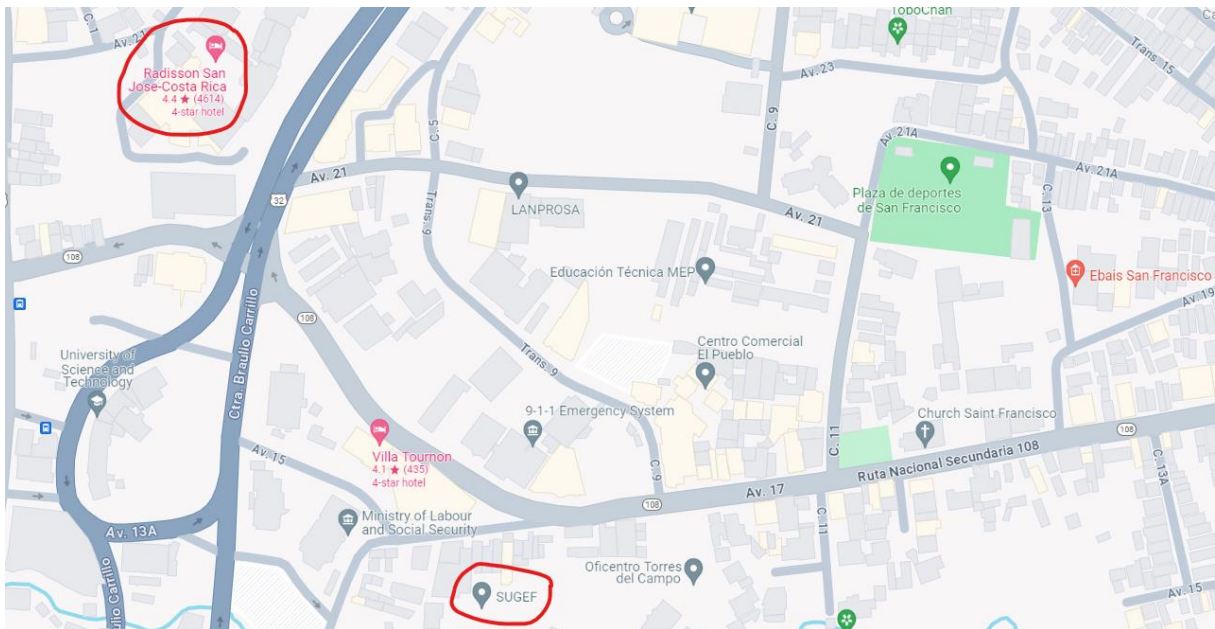 C. 1
Av. 21
Radisson San
Jose-Costa Rica
4.4 ★ (4614)
4-star hotel
108
32
Av. 21
C. 5
Trans. 9
LANPROSA
C. 9
Av. 23
ToboChan
Trans. 15
Av. 21A
Av. 21A
Plaza de deportes
de San Francisco
C. 13
Av. 21
Educación Técnica MEP
Ebais San Francisco
Av. 19
108
Ctra. Braulio Carrillo
University of
Science and
Technology
Trans. 9
Centro Comercial
El Pueblo
9-1-1 Emergency System
Villa Tournon
4.1 ★ (435)
4-star hotel
Av. 15
C. 9
C. 11
Church Saint Francisco
108
Ruta Nacional Secundaria 108
Av. 17
108
C. 13A
C. 11
Av. 13A
Ministry of Labour
and Social Security
Oficentro Torres
del Campo
SUGEF
Av. 15
aulio Carrillo